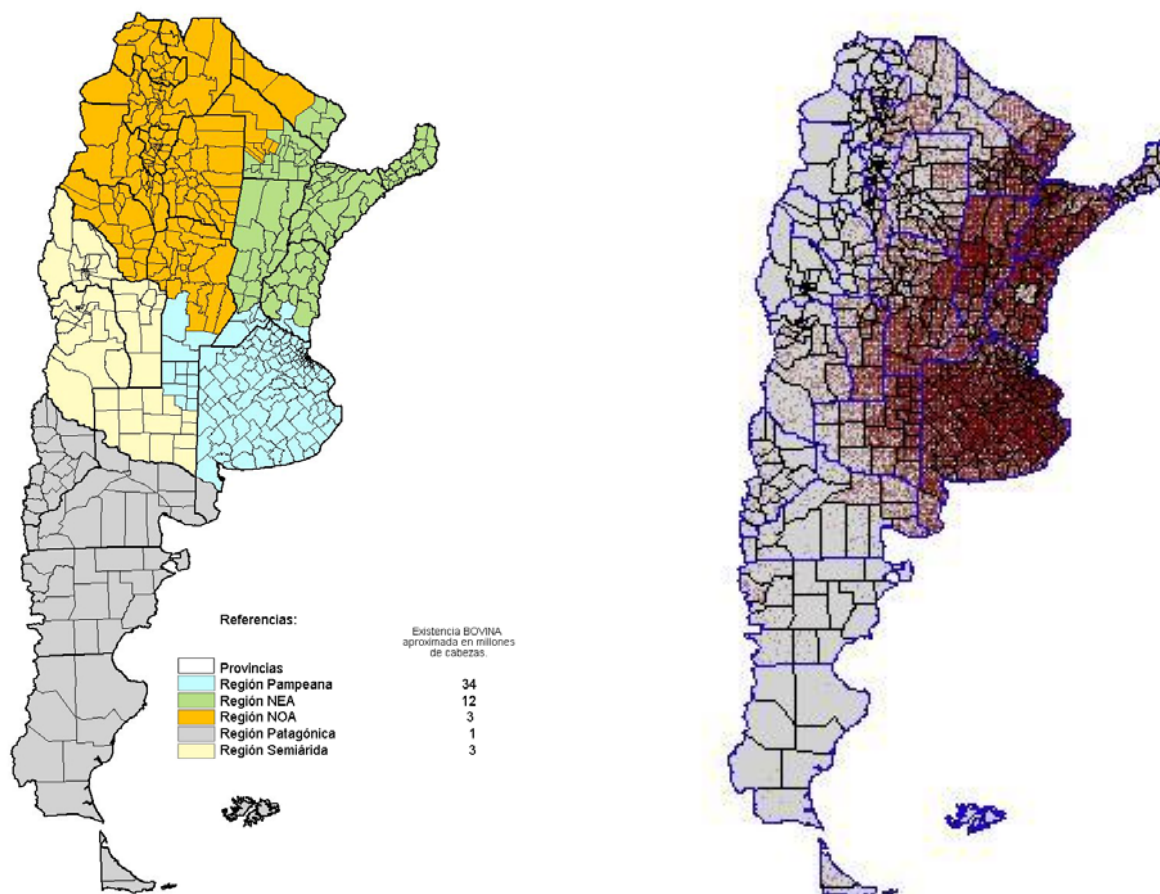 Referencias:
Existencia BOVINA
aproximada en millones
de cabezas.
Provincias
Región Pampeana 34
Región NEA 12
Región NOA 3
Región Patagónica 1
Región Semiárida 3